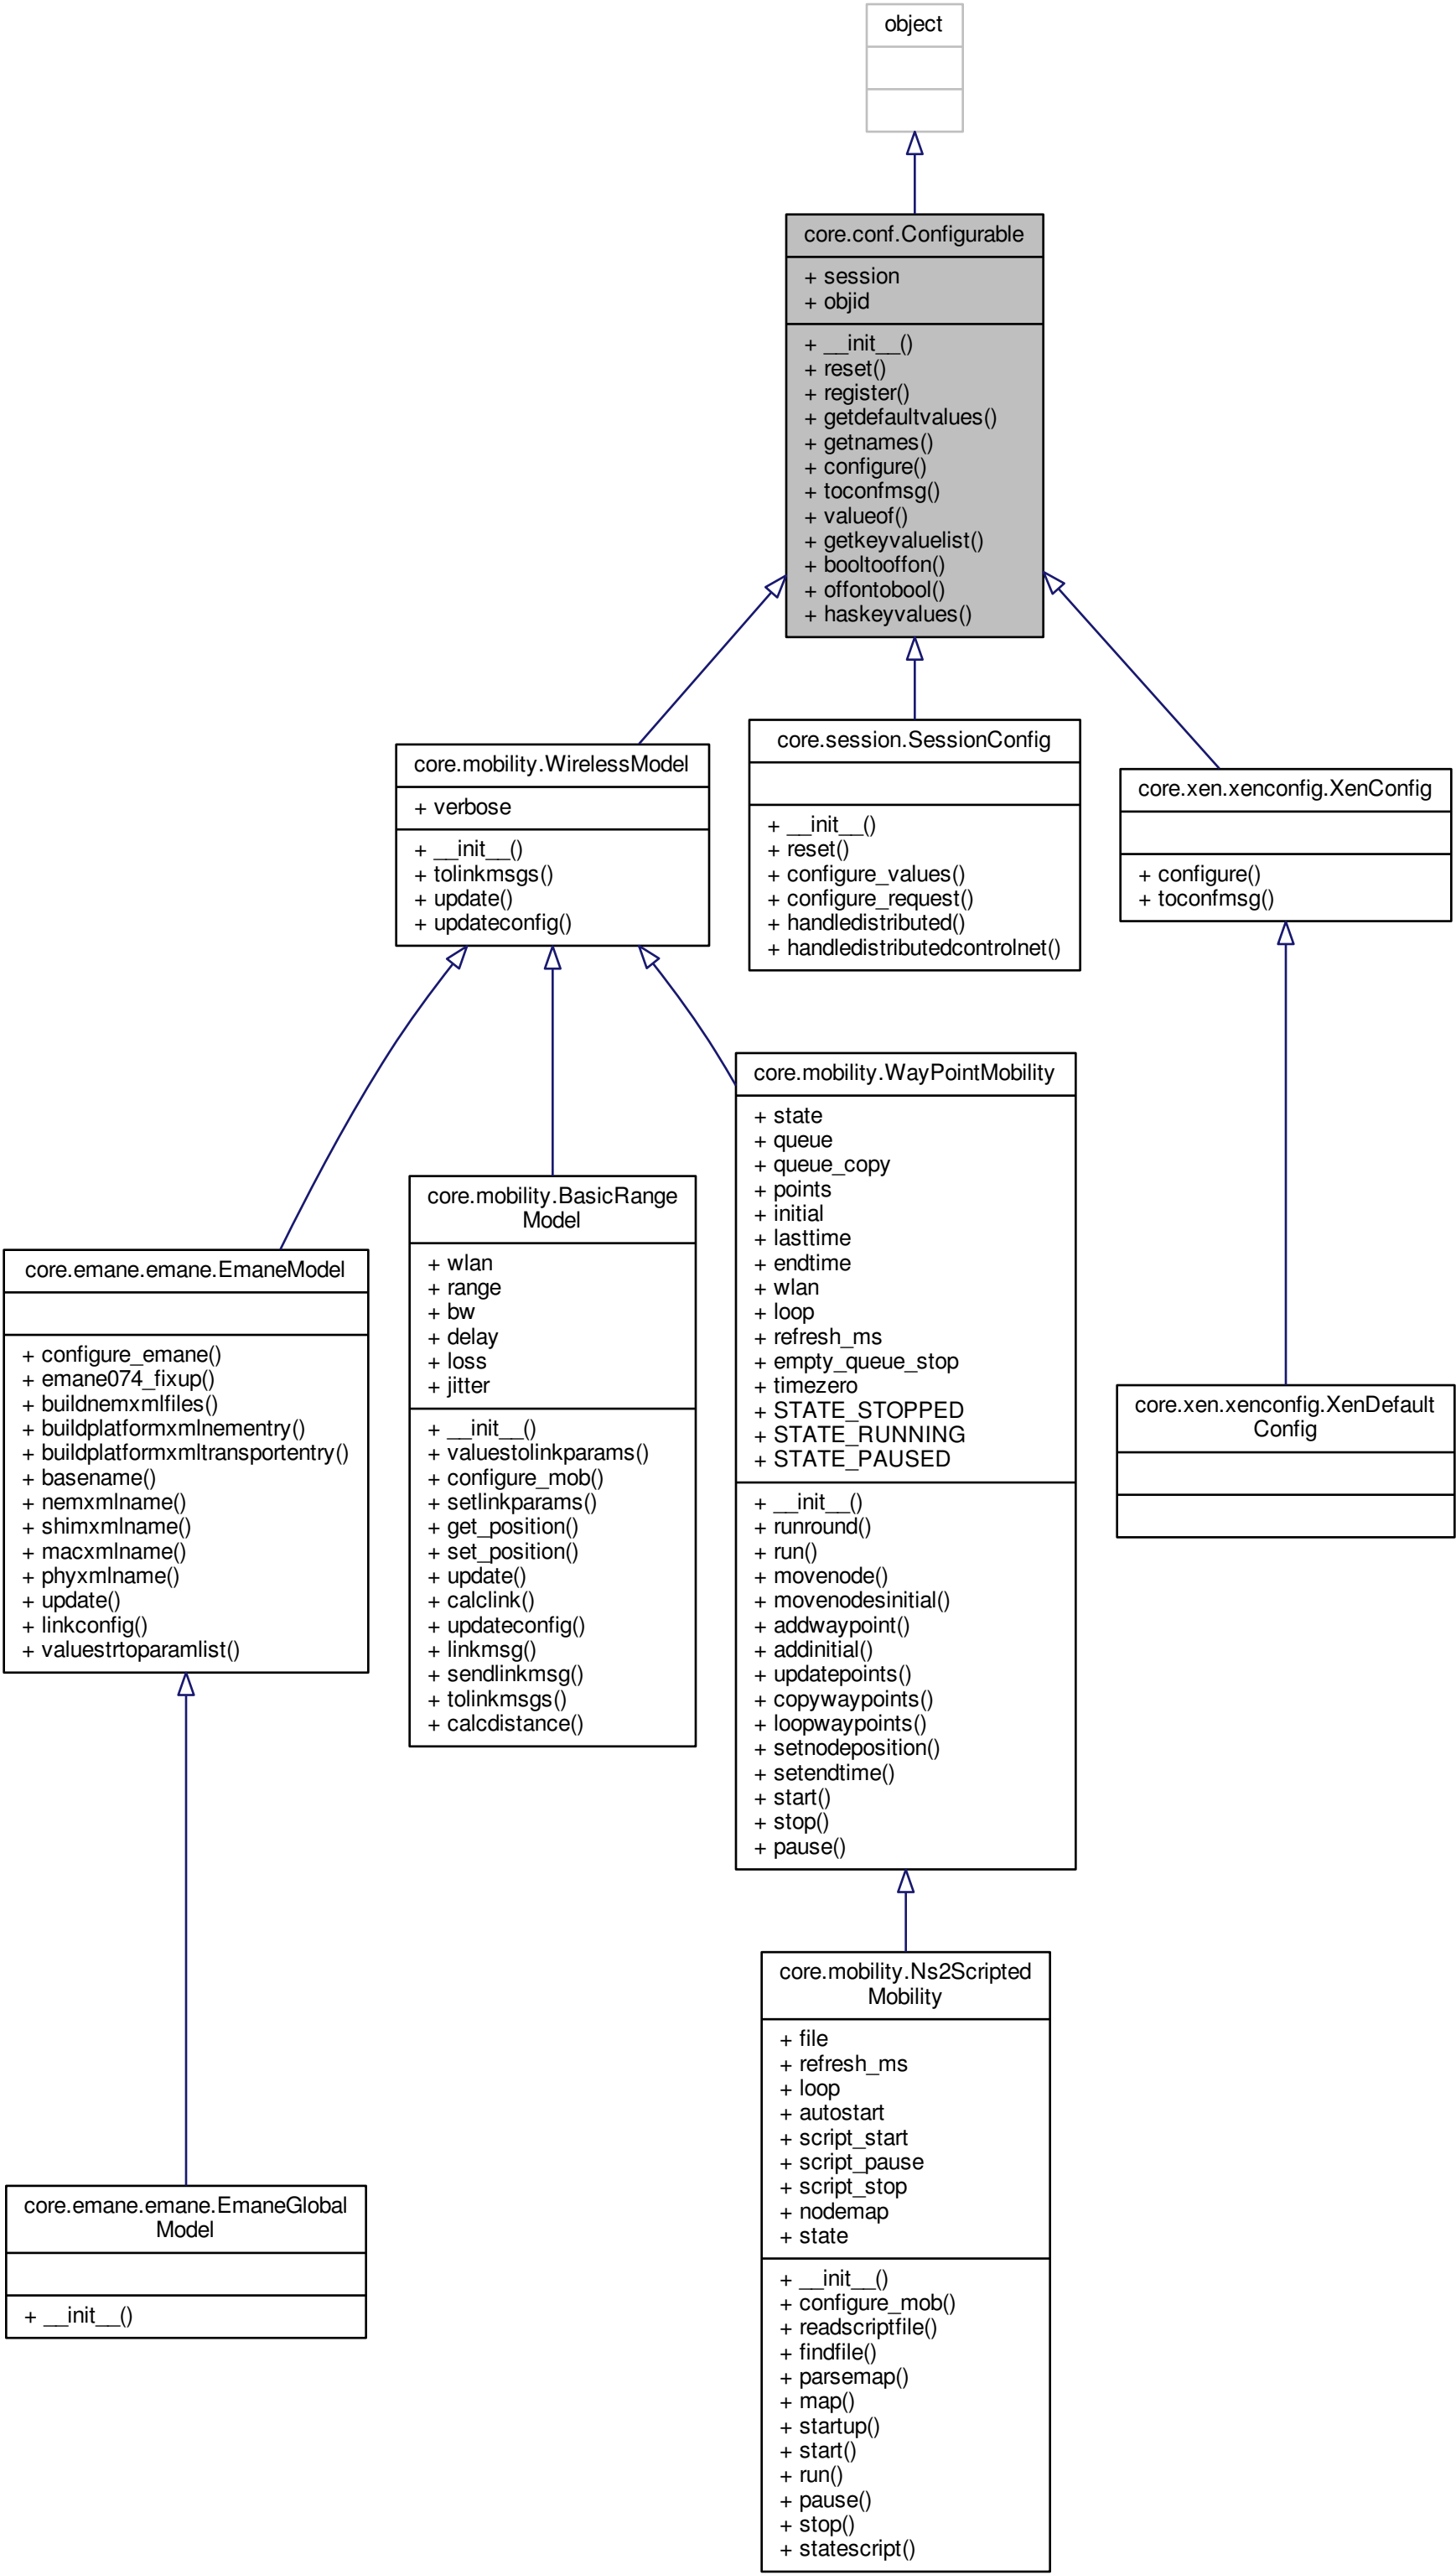 object
core.conf.Configurable
+ session
+ objid
+ __init__()
+ reset()
+ register()
+ getdefaultvalues()
+ getnames()
+ configure()
+ toconfmsg()
+ valueof()
+ getkeyvaluelist()
+ booltooffon()
+ offontobool()
+ haskeyvalues()
core.mobility.WirelessModel
+ verbose
+ __init__()
+ tolinkmsgs()
+ update()
+ updateconfig()
core.session.SessionConfig
+ __init__()
+ reset()
+ configure_values()
+ configure_request()
+ handledistributed()
+ handledistributedcontrolnet()
core.xen.xenconfig.XenConfig
+ configure()
+ toconfmsg()
core.emane.emane.EmaneModel
+ configure_emane()
+ emane074_fixup()
+ buildnemxmlfiles()
+ buildplatformxmlnementry()
+ buildplatformxmltransportentry()
+ basename()
+ nemxmlname()
+ shimxmlname()
+ macxmlname()
+ phyxmlname()
+ update()
+ linkconfig()
+ valuestrtoparamlist()
core.mobility.BasicRange
Model
+ wlan
+ range
+ bw
+ delay
+ loss
+ jitter
+ __init__()
+ valuestolinkparams()
+ configure_mob()
+ setlinkparams()
+ get_position()
+ set_position()
+ update()
+ calclink()
+ updateconfig()
+ linkmsg()
+ sendlinkmsg()
+ tolinkmsgs()
+ calcdistance()
core.mobility.WayPointMobility
+ state
+ queue
+ queue_copy
+ points
+ initial
+ lasttime
+ endtime
+ wlan
+ loop
+ refresh_ms
+ empty_queue_stop
+ timezero
+ STATE_STOPPED
+ STATE_RUNNING
+ STATE_PAUSED
+ __init__()
+ runround()
+ run()
+ movenode()
+ movenodesinitial()
+ addwaypoint()
+ addinitial()
+ updatepoints()
+ copywaypoints()
+ loopwaypoints()
+ setnodeposition()
+ setendtime()
+ start()
+ stop()
+ pause()
core.xen.xenconfig.XenDefault
Config
core.emane.emane.EmaneGlobal
Model
+ __init__()
core.mobility.Ns2Scripted
Mobility
+ file
+ refresh_ms
+ loop
+ autostart
+ script_start
+ script_pause
+ script_stop
+ nodemap
+ state
+ __init__()
+ configure_mob()
+ readscriptfile()
+ findfile()
+ parsemap()
+ map()
+ startup()
+ start()
+ run()
+ pause()
+ stop()
+ statescript()